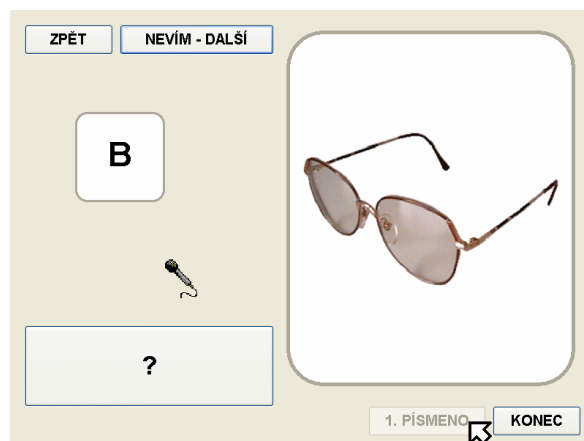 ZPĚT
NEVÍM - DALŠÍ
B
?
1. PÍSMENO
KONEC